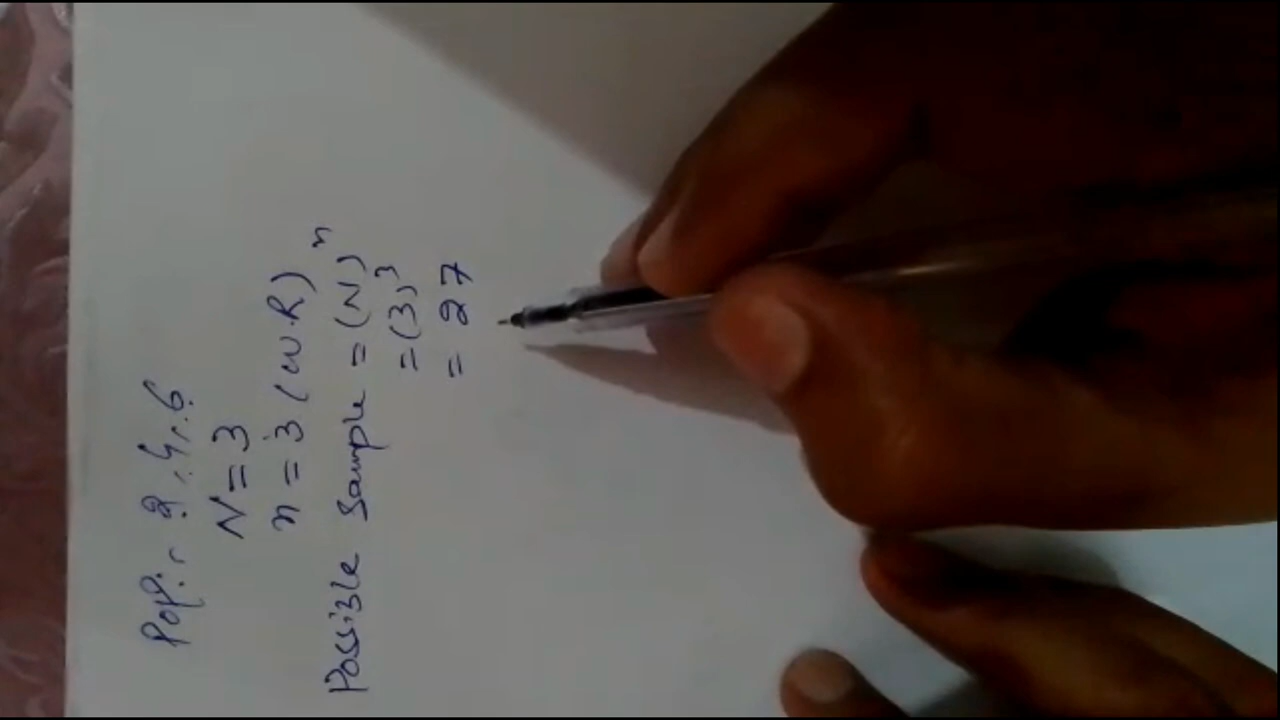 Pop:- 2, 4, 6
N = 3
n = 3 (W.R)
Possible Sample = (N)ⁿ
= (3)³
= 27